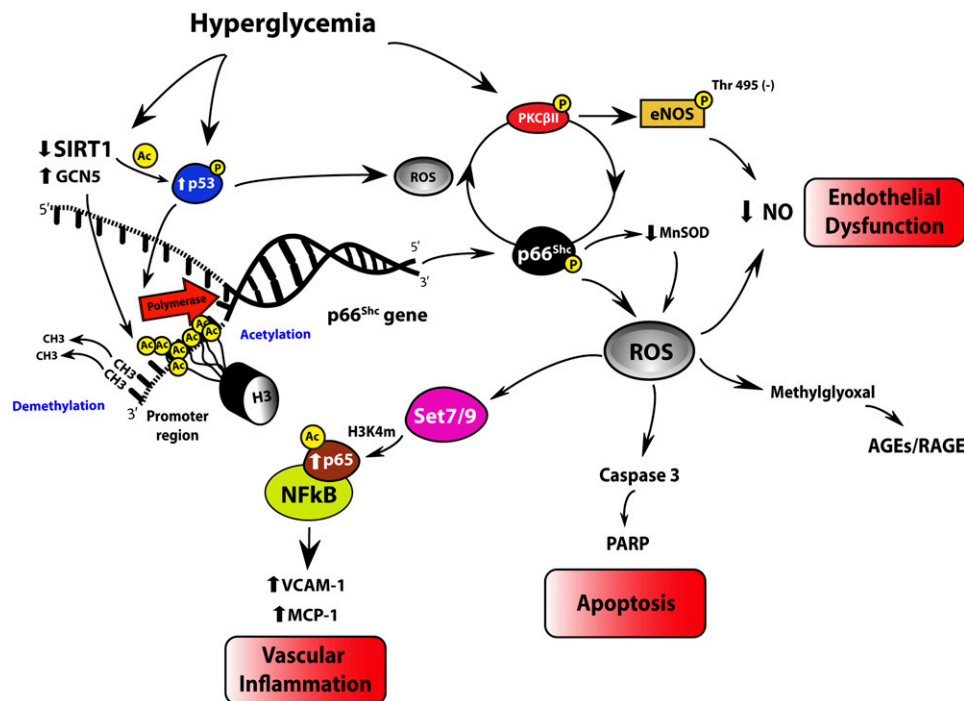 Hyperglycemia
Thr 495 (-)
P
PKCβII
P
eNOS
⬇SIRT1
Ac
⬆GCN5
P
⬆p53
ROS
5′
⬇ NO
Endothelial
Dysfunction
⬇MnSOD
p66Shc
P
5′
3′
Polymerase
p66Shc gene
Acetylation
Ac
Ac
Ac
Ac
Ac
Ac
Ac
CH3
CH3
CH3
CH3
ROS
Demethylation
3′
Promoter
region
H3
Methylglyoxal
Set7/9
H3K4m
Ac
⬆p65
NFkB
AGEs/RAGE
Caspase 3
PARP
⬆VCAM-1
⬆MCP-1
Apoptosis
Vascular
Inflammation